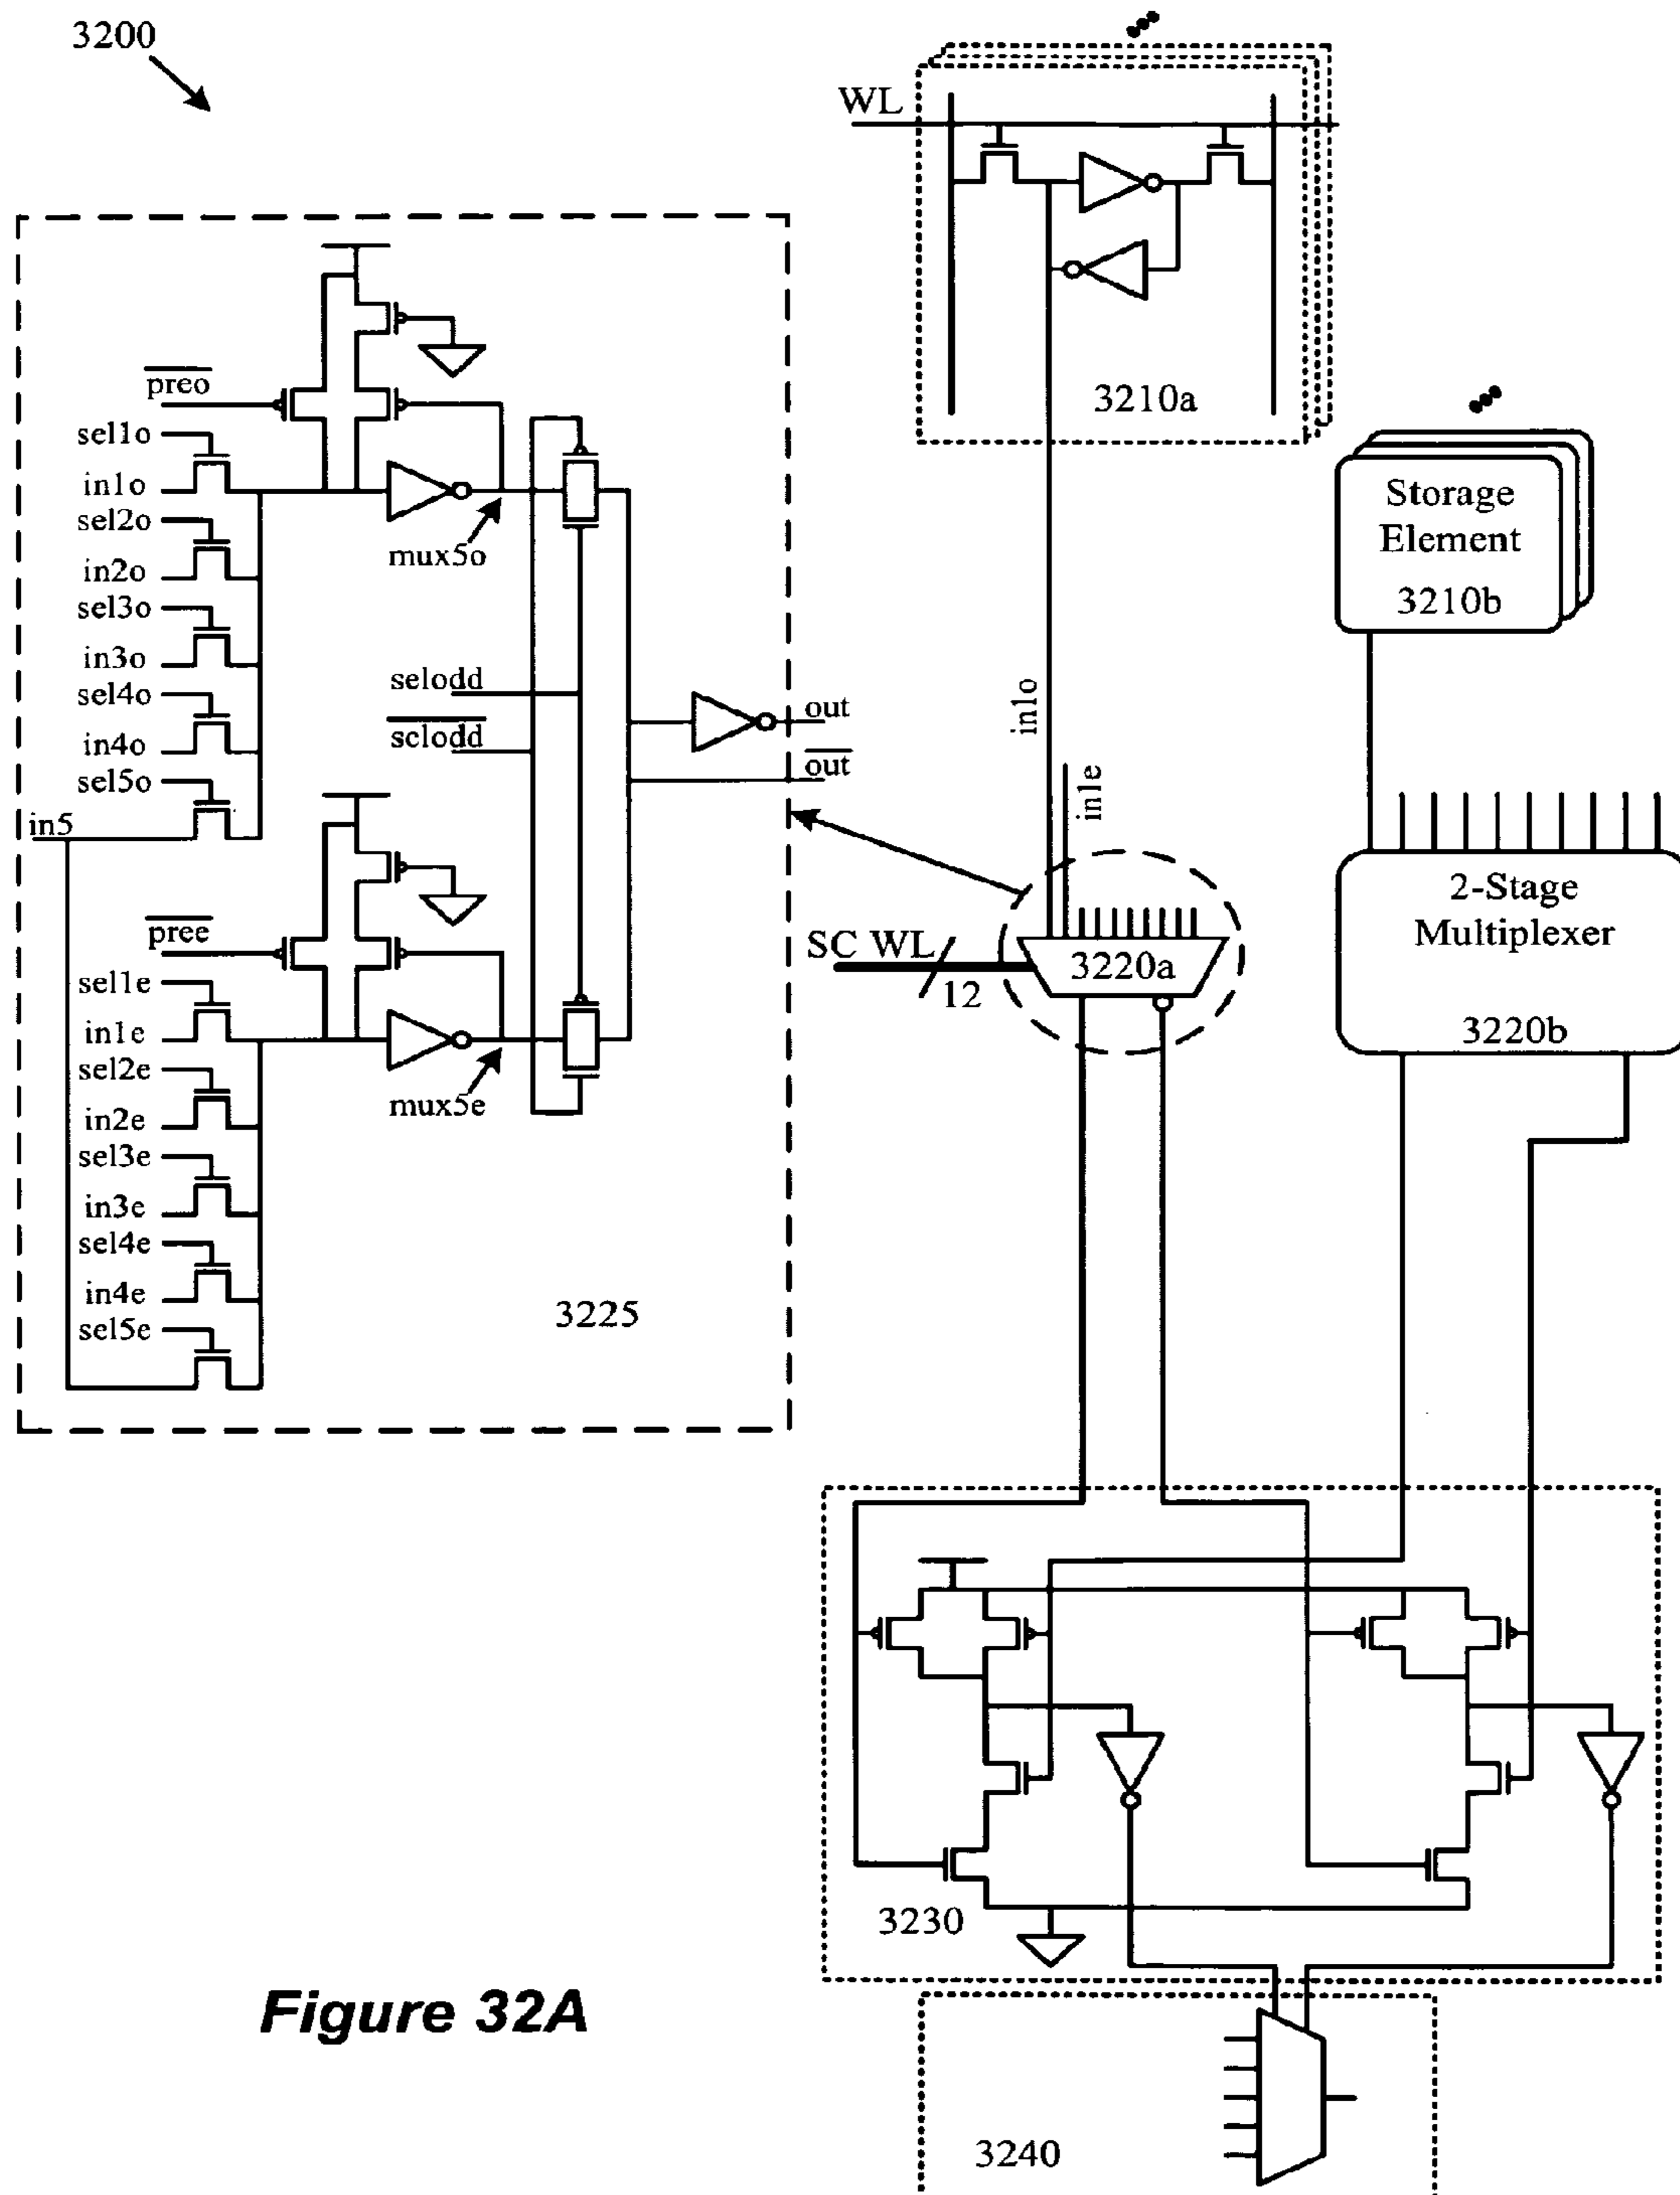 3200
WL
3210a
preo
sel1o
in1o
sel2o
in2o
sel3o
in3o
sel4o
in4o
sel5o
in5
mux5o
selodd
sclodd
out
out
pree
sel1e
in1e
sel2e
in2e
sel3e
in3e
sel4e
in4e
sel5e
mux5e
3225
in1o
in1e
SC WL
12
3220a
Storage
Element
3210b
2-Stage
Multiplexer
3220b
3230
3240
Figure 32A